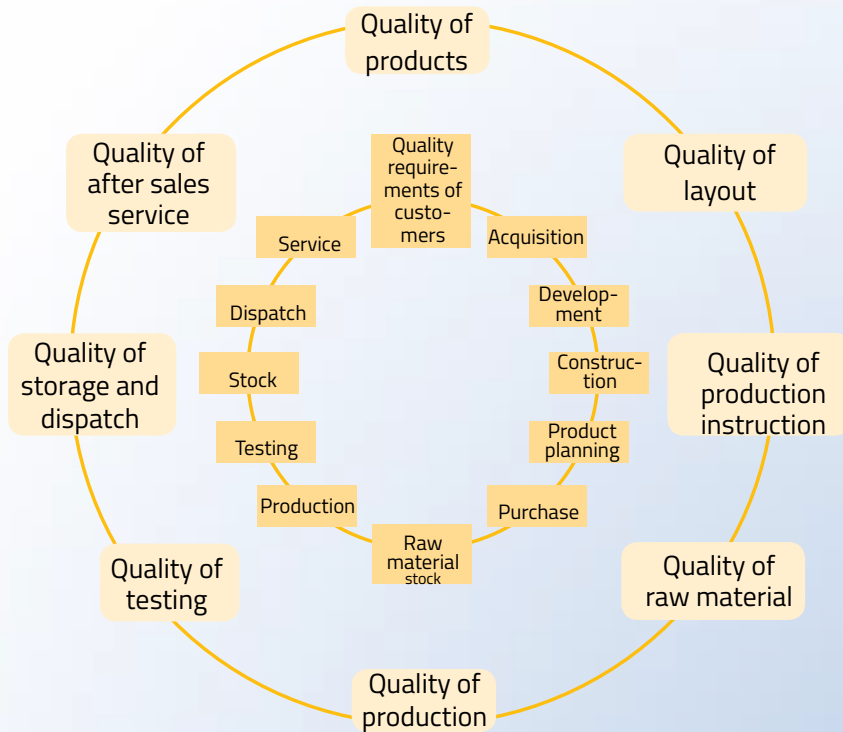 Quality of
products
Quality of
after sales
service
Quality of
layout
Quality
require-
ments of
custo-
mers
Service
Acquisition
Dispatch
Develop-
ment
Quality of
storage and
dispatch
Stock
Construc-
tion
Quality of
production
instruction
Testing
Product
planning
Production
Purchase
Raw
material
stock
Quality of
testing
Quality of
raw material
Quality of
production